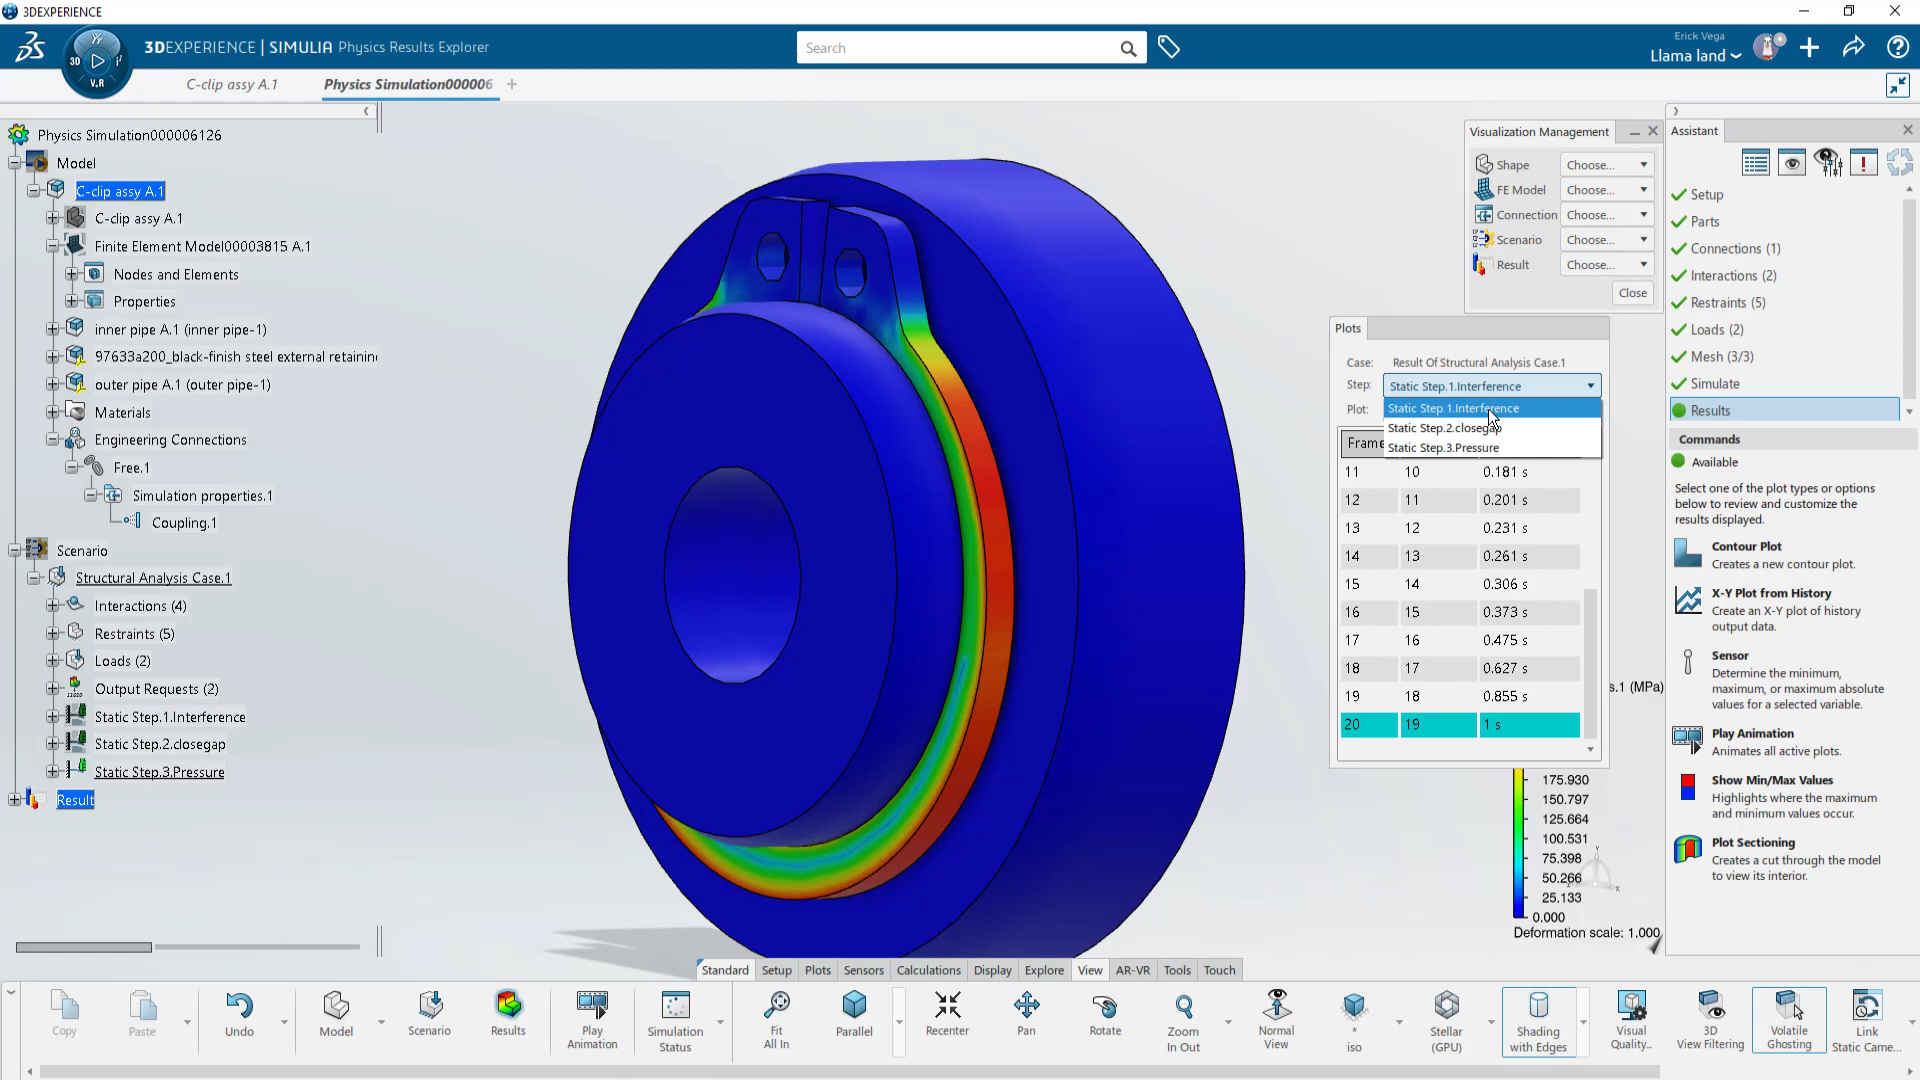 3DEXPERIENCE
3DEXPERIENCE | SIMULIA Physics Results Explorer
3D
V.R
Search
Erick Vega
Llama land
C-clip assy A.1
Physics Simulation000006
Physics Simulation000006126
Model
C-clip assy A.1
C-clip assy A.1
Finite Element Model00003815 A.1
Nodes and Elements
Properties
inner pipe A.1 (inner pipe-1)
97633a200_black-finish steel external retainin
outer pipe A.1 (outer pipe-1)
Materials
Engineering Connections
Free.1
Simulation properties.1
Coupling.1
Scenario
Structural Analysis Case.1
Interactions (4)
Restraints (5)
Loads (2)
Output Requests (2)
Static Step.1.Interference
Static Step.2.closegap
Static Step.3.Pressure
Result
Visualization Management
Shape Choose...
FE Model Choose...
Connection Choose...
Scenario Choose...
Result Choose...
Close
Plots
Case: Result Of Structural Analysis Case.1
Step: Static Step.1.Interference
Plot:
Static Step.1.Interference
Static Step.2.closegap
Static Step.3.Pressure
Frame
11 10 0.181 s
12 11 0.201 s
13 12 0.231 s
14 13 0.261 s
15 14 0.306 s
16 15 0.373 s
17 16 0.475 s
18 17 0.627 s
19 18 0.855 s
20 19 1 s
s.1 (MPa)
175.930
150.797
125.664
100.531
75.398
50.266
25.133
0.000
Deformation scale: 1.000
Assistant
Setup
Parts
Connections (1)
Interactions (2)
Restraints (5)
Loads (2)
Mesh (3/3)
Simulate
Results
Commands
Available
Select one of the plot types or options
below to review and customize the
results displayed.
Contour Plot
Creates a new contour plot.
X-Y Plot from History
Create an X-Y plot of history
output data.
Sensor
Determine the minimum,
maximum, or maximum absolute
values for a selected variable.
Play Animation
Animates all active plots.
Show Min/Max Values
Highlights where the maximum
and minimum values occur.
Plot Sectioning
Creates a cut through the model
to view its interior.
Standard Setup Plots Sensors Calculations Display Explore View AR-VR Tools Touch
Copy
Paste
Undo
Model
Scenario
Results
Play
Animation
Simulation
Status
Fit
All In
Parallel
Recenter
Pan
Rotate
Zoom
In Out
Normal
View
*
iso
Stellar
(GPU)
Shading
with Edges
Visual
Quality...
3D
View Filtering
Volatile
Ghosting
Link
Static Came...